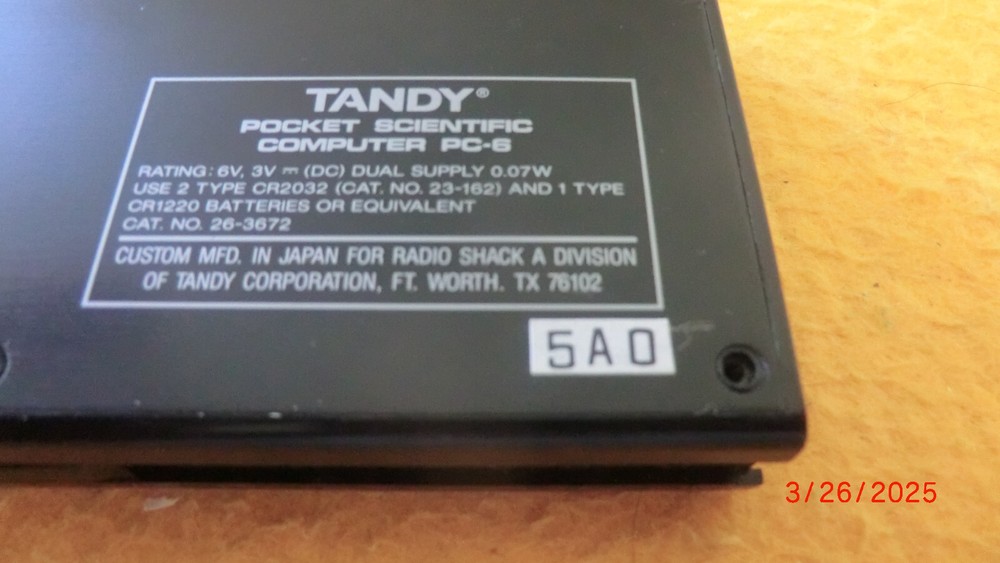 TANDY®
POCKET SCIENTIFIC
COMPUTER PC-6
RATING: 6V, 3V ⎓ (DC) DUAL SUPPLY 0.07W
USE 2 TYPE CR2032 (CAT. NO. 23-162) AND 1 TYPE
CR1220 BATTERIES OR EQUIVALENT
CAT. NO. 26-3672
CUSTOM MFD. IN JAPAN FOR RADIO SHACK A DIVISION
OF TANDY CORPORATION, FT. WORTH. TX 76102
5A0
3/26/2025